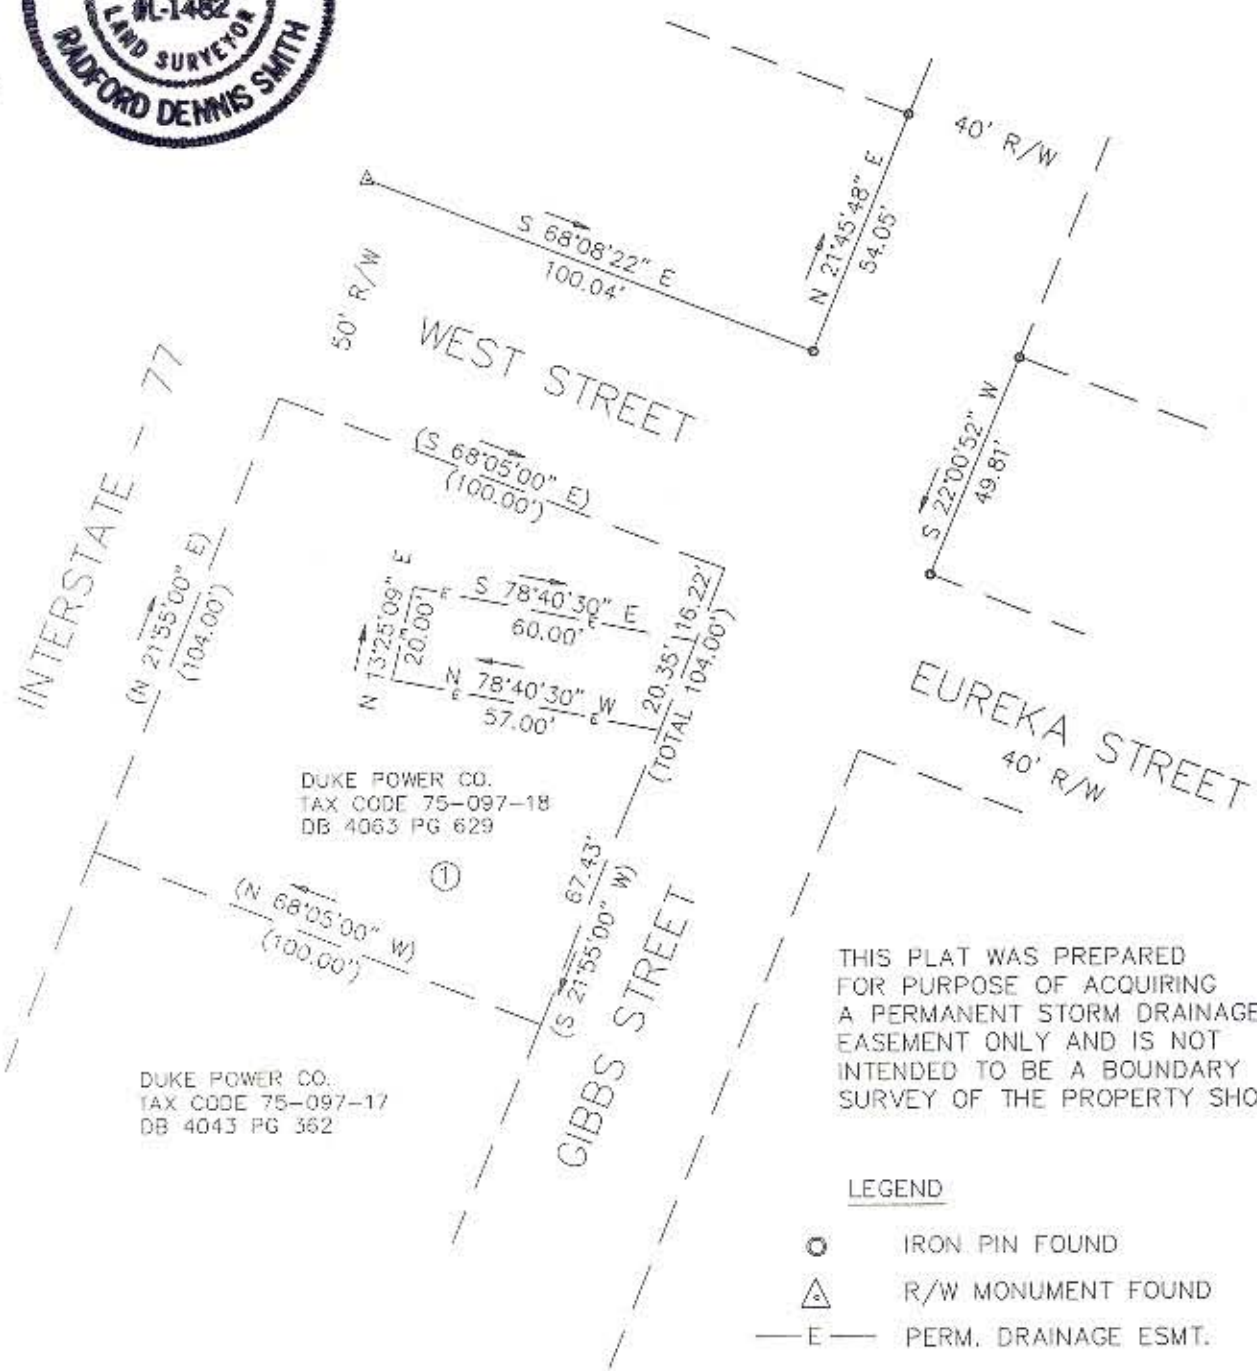 #L-1462
LAND SURVEYOR
RADFORD DENNIS SMITH
40' R/W
N 21°45'48" E
54.05'
S 68°08'22" E
100.04'
50' R/W
WEST STREET
INTERSTATE - 77
S 22°00'52" W
49.81'
(S 68°05'00" E)
(100.00')
(N 21°55'00" E)
(104.00')
N 13°25'09" E
20.00'
S 78°40'30" E
E
60.00'
E
N 78°40'30" W
E
57.00'
E
20.35' 16.22'
(TOTAL 104.00')
EUREKA STREET
40' R/W
DUKE POWER CO.
TAX CODE 75-097-18
DB 4063 PG 629
1
67.43'
(S 21°55'00" W)
(N 68°05'00" W)
(100.00')
GIBBS STREET
DUKE POWER CO.
TAX CODE 75-097-17
DB 4043 PG 362
THIS PLAT WAS PREPARED
FOR PURPOSE OF ACQUIRING
A PERMANENT STORM DRAINAGE
EASEMENT ONLY AND IS NOT
INTENDED TO BE A BOUNDARY
SURVEY OF THE PROPERTY SHO
LEGEND
IRON PIN FOUND
R/W MONUMENT FOUND
E PERM. DRAINAGE ESMT.